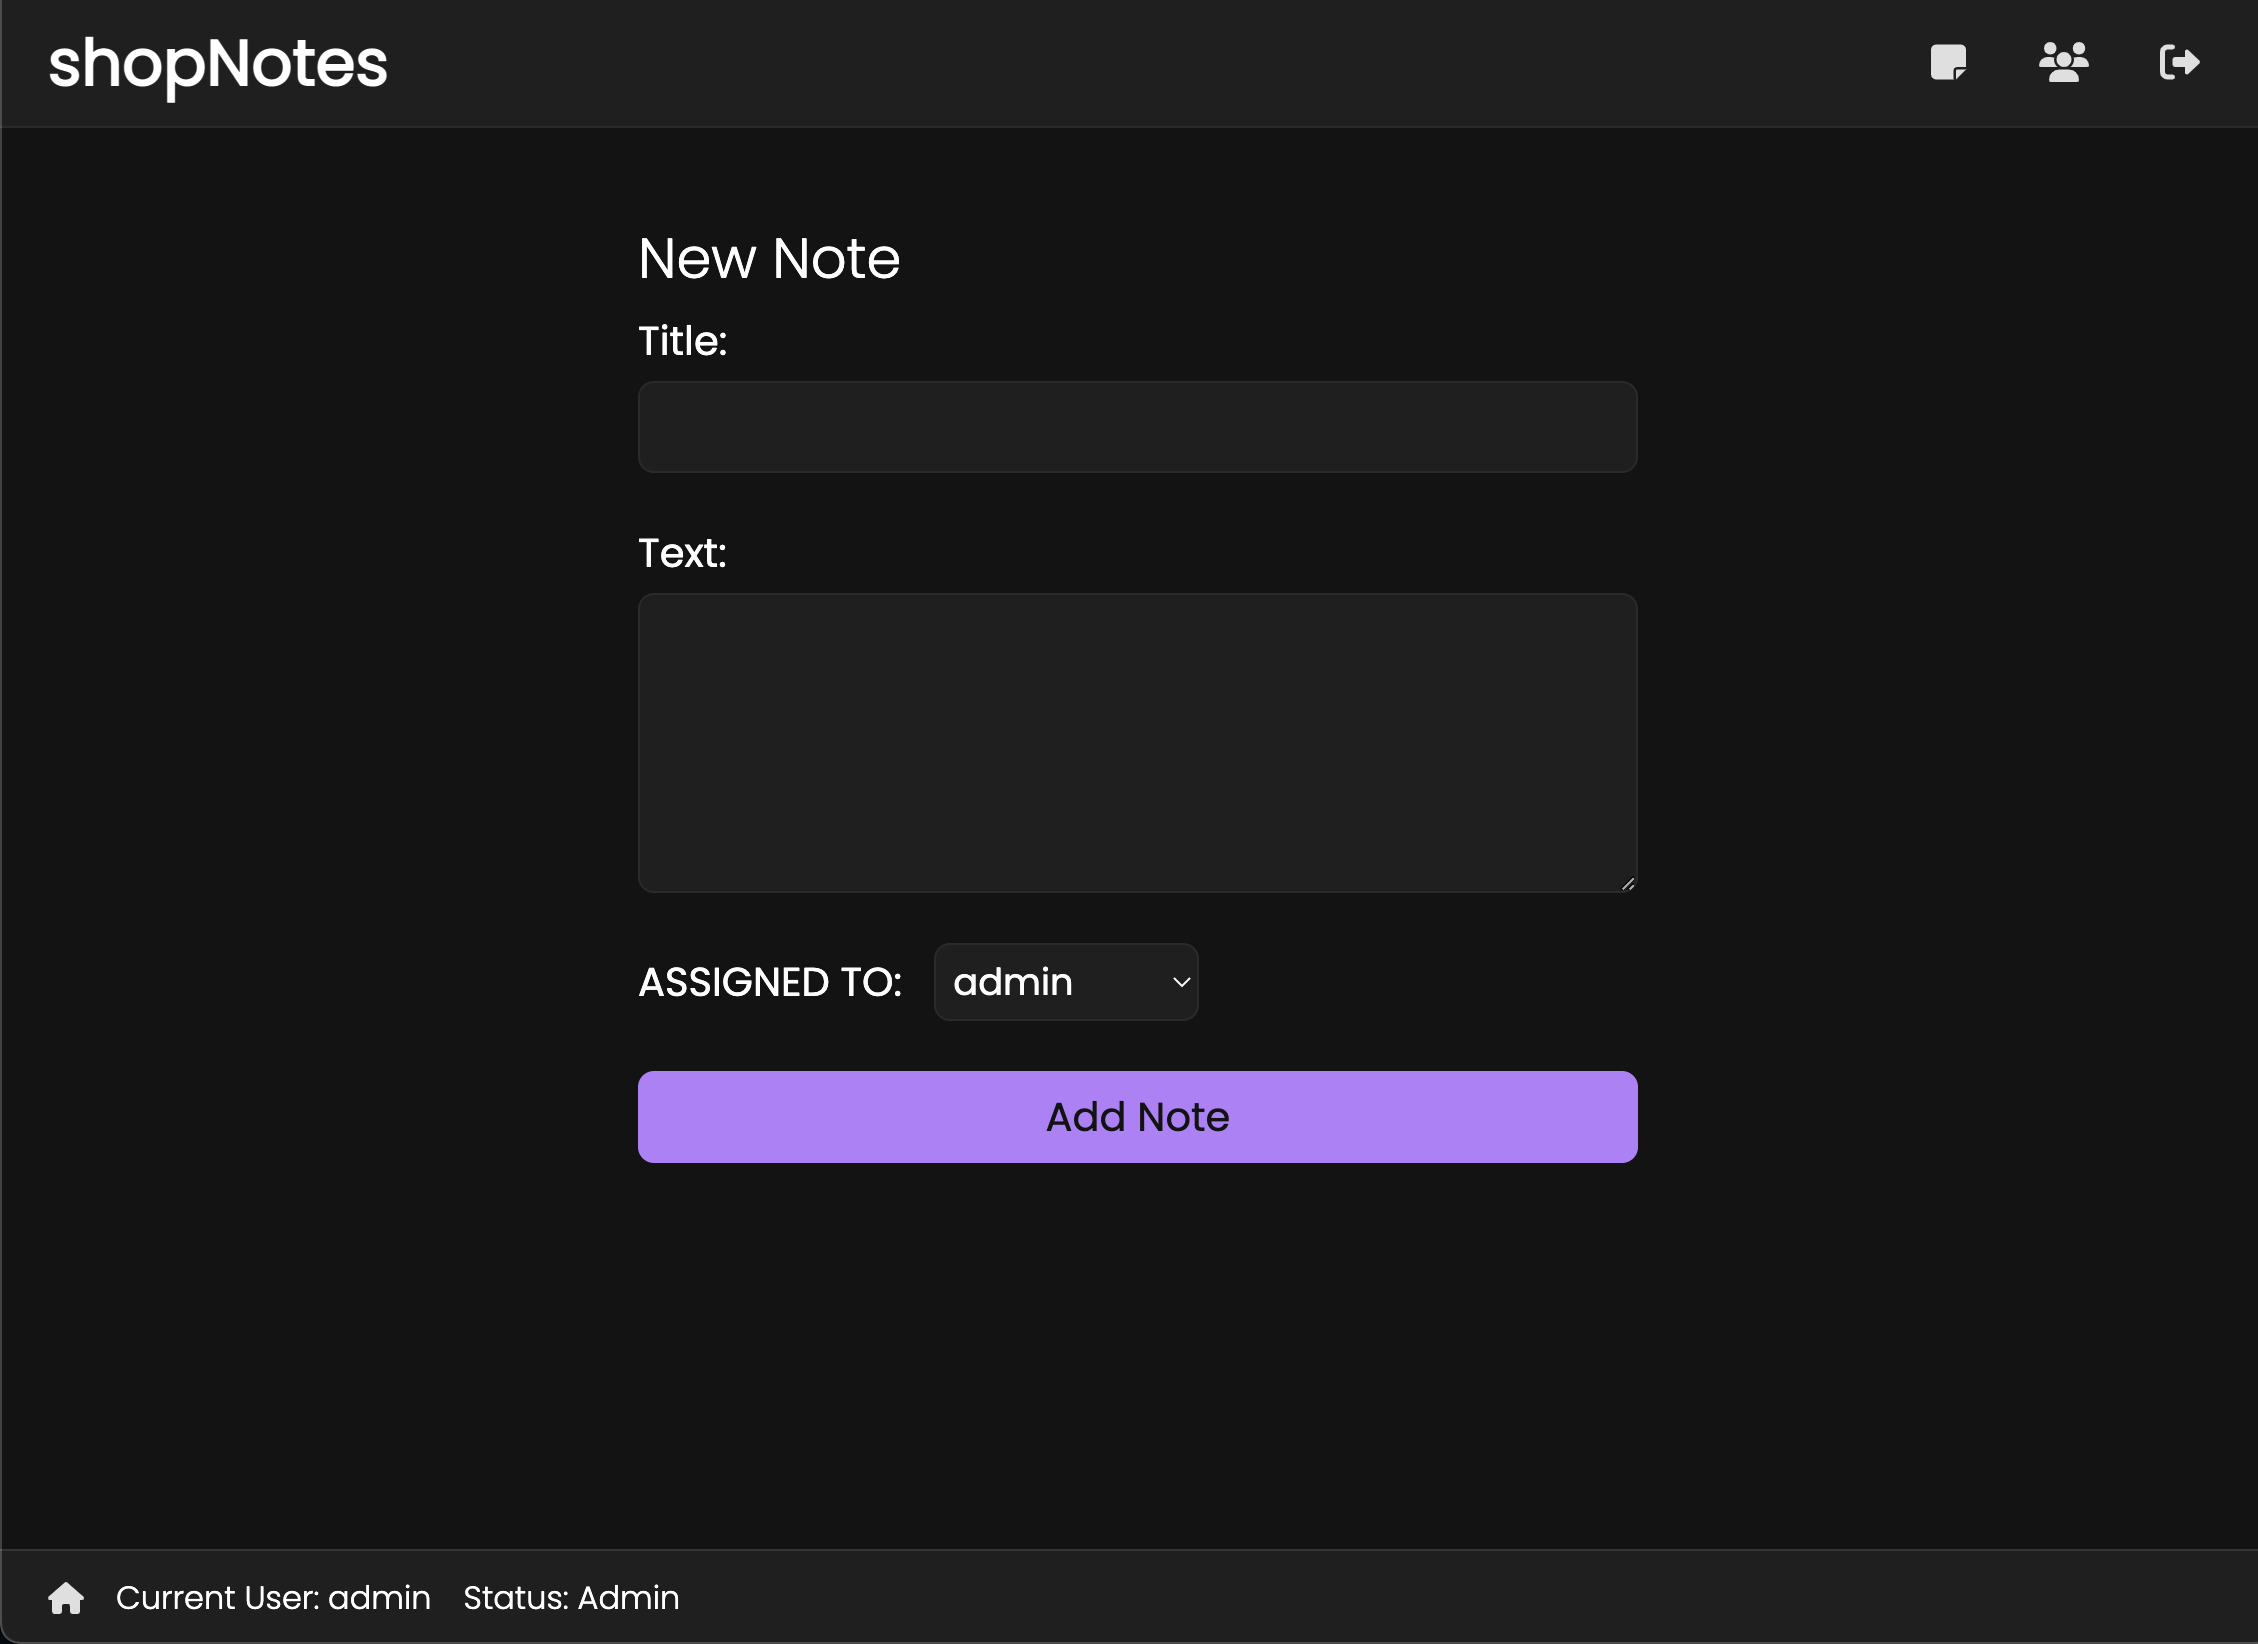 shopNotes
New Note
Title:
Text:
ASSIGNED TO: admin
Add Note
Current User: admin Status: Admin